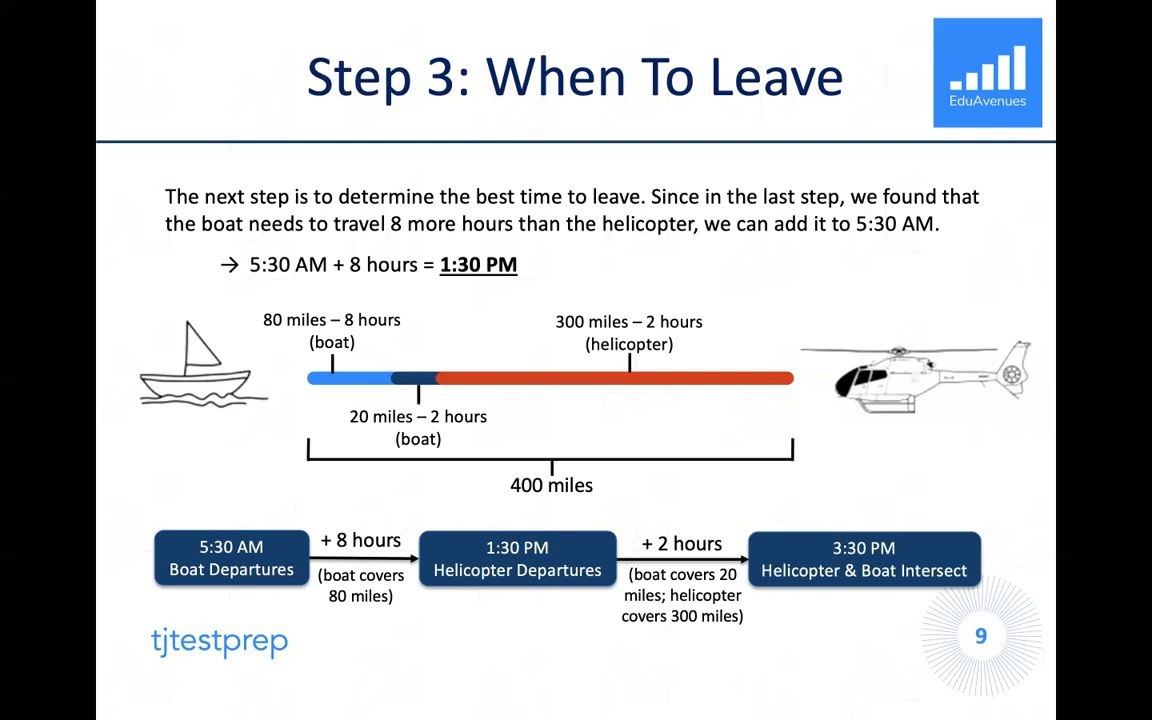 Step 3: When To Leave
EduAvenues
The next step is to determine the best time to leave. Since in the last step, we found that
the boat needs to travel 8 more hours than the helicopter, we can add it to 5:30 AM.
→ 5:30 AM + 8 hours = 1:30 PM
80 miles – 8 hours
(boat)
300 miles – 2 hours
(helicopter)
20 miles – 2 hours
(boat)
400 miles
5:30 AM
Boat Departures
+ 8 hours
(boat covers
80 miles)
1:30 PM
Helicopter Departures
+ 2 hours
(boat covers 20
miles; helicopter
covers 300 miles)
3:30 PM
Helicopter & Boat Intersect
tjtestprep
9